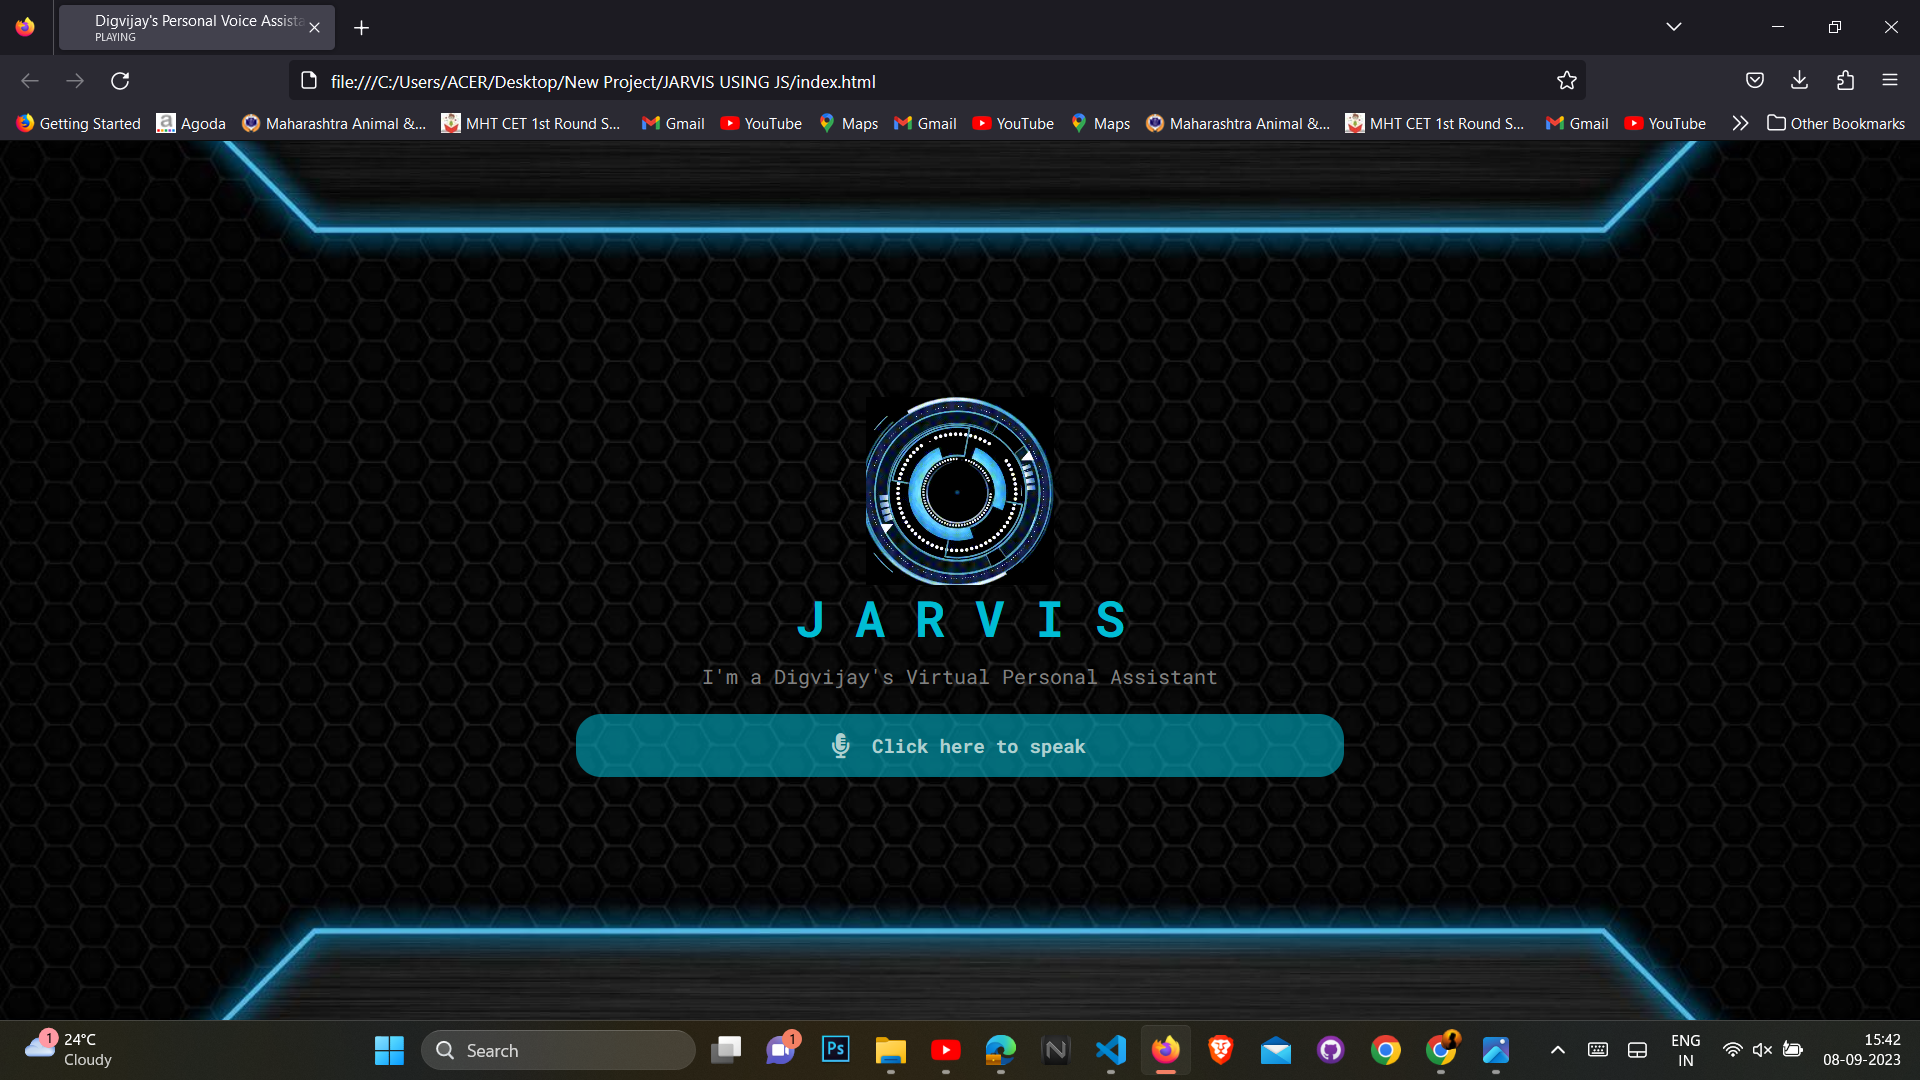 Digvijay's Personal Voice Assista
PLAYING
file:///C:/Users/ACER/Desktop/New Project/JARVIS USING JS/index.html
Getting Started a Agoda Maharashtra Animal &... MHT CET 1st Round S... Gmail YouTube Maps Gmail YouTube Maps Maharashtra Animal &... MHT CET 1st Round S... Gmail YouTube Other Bookmarks
JARVIS
I'm a Digvijay's Virtual Personal Assistant
Click here to speak
1 24°C
Cloudy
Search
1
Ps
N
ENG
IN
15:42
08-09-2023